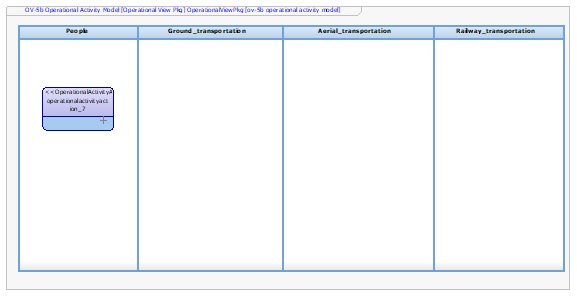 OV-5b Operational Activity Model [Operational View Pkg] OperationalViewPkg [ov-5b operational activity model]
People Ground_transportation Aerial_transportation Railway_transportation
<<OperationalActivityA
operationalactivityact
ion_7